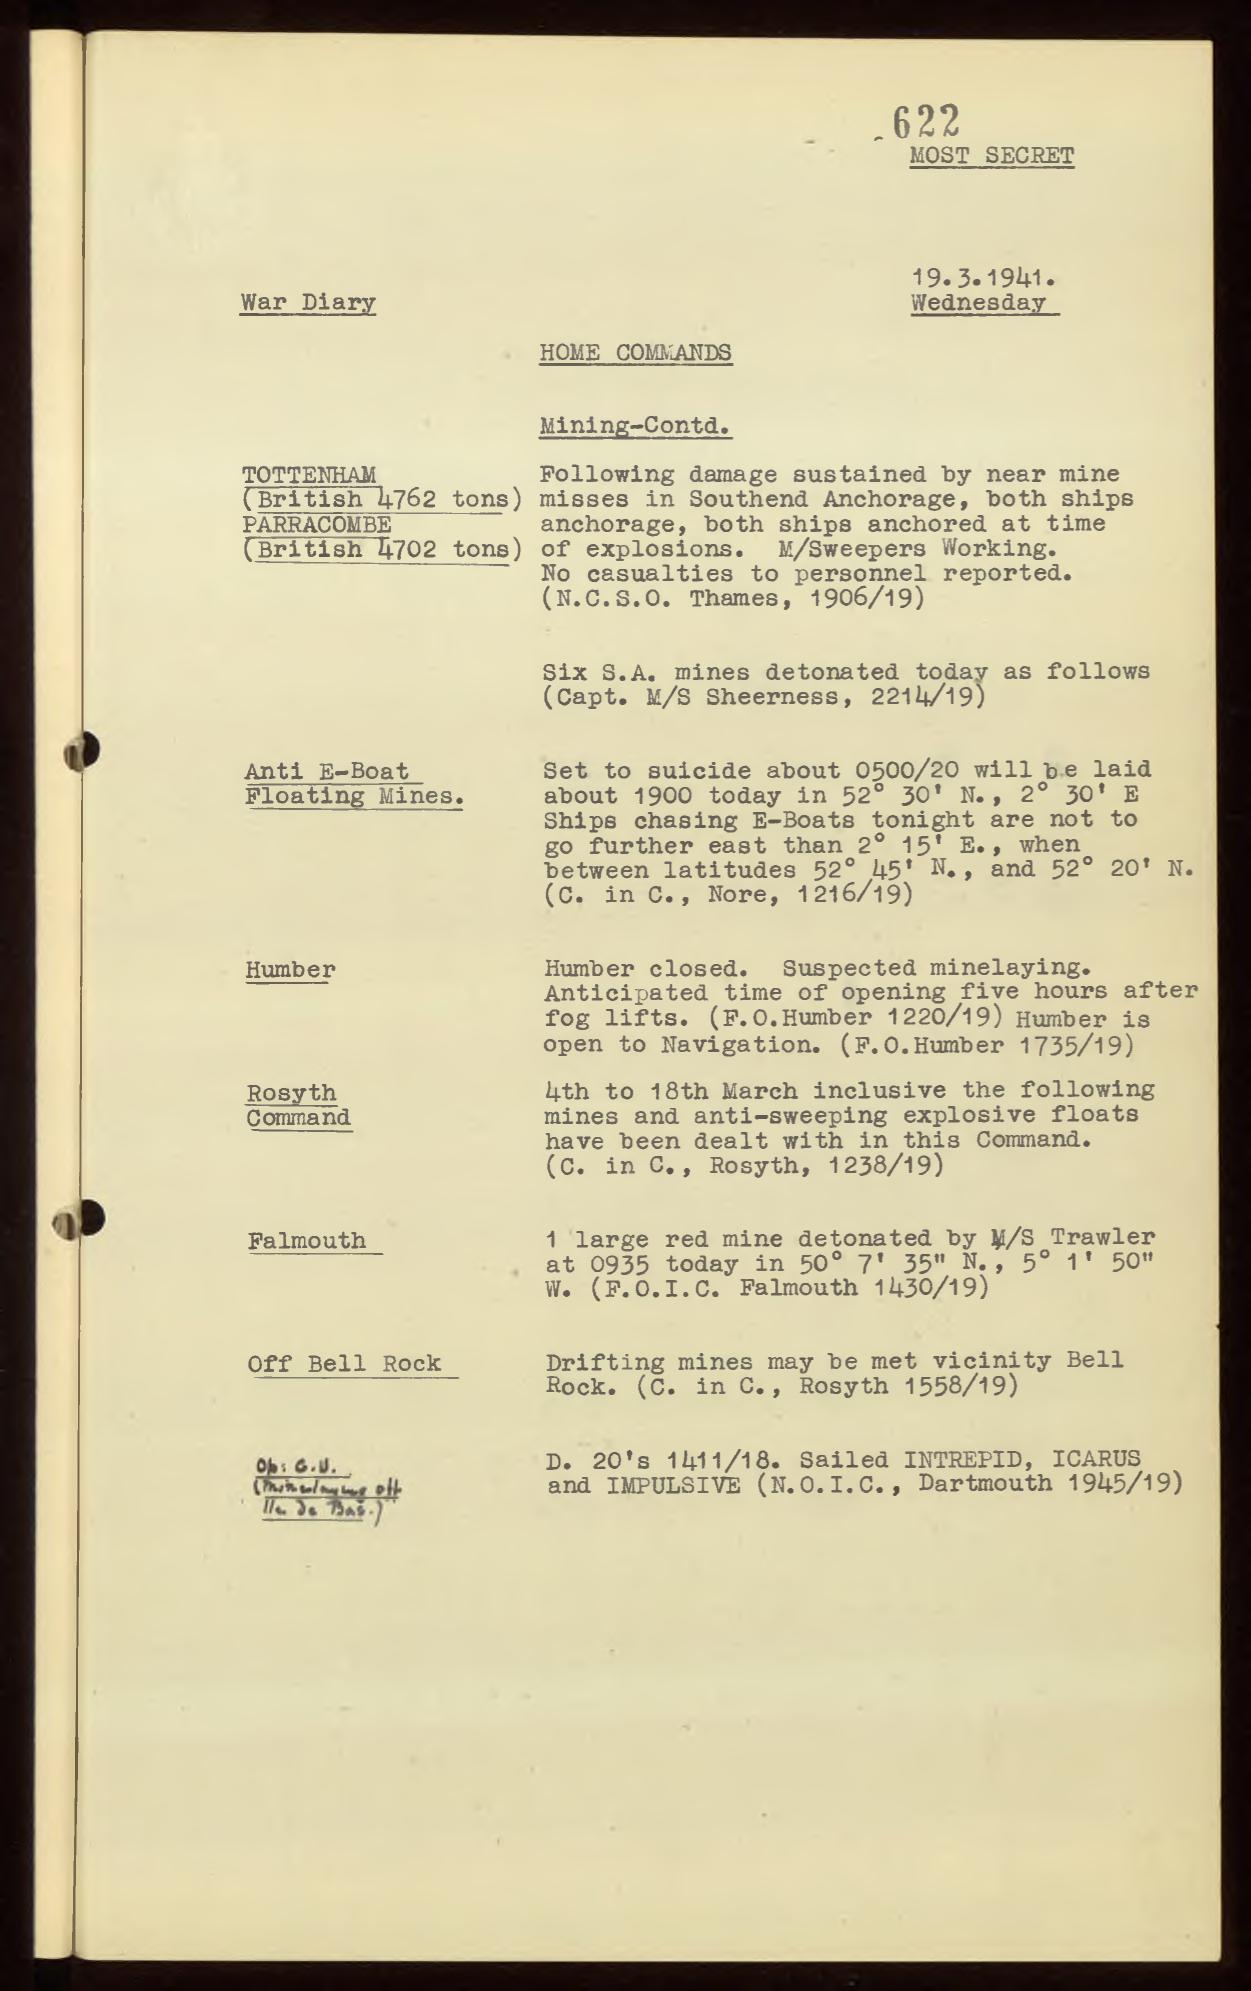 622
MOST SECRET
19.3.1941.
War Diary
Wednesday
HOME COMMANDS
Mining-Contd.
TOTTENHAM
(British 4762 tons)
PARRACOMBE
(British 4702 tons)
Following damage sustained by near mine
misses in Southend Anchorage, both ships
anchorage, both ships anchored at time
of explosions. M/Sweepers Working.
No casualties to personnel reported.
(N.C.S.O. Thames, 1906/19)
Six S.A. mines detonated today as follows
(Capt. M/S Sheerness, 2214/19)
Anti E-Boat
Floating Mines.
Set to suicide about 0500/20 will be laid
about 1900 today in 52° 30' N., 2° 30' E
Ships chasing E-Boats tonight are not to
go further east than 2° 15' E., when
between latitudes 52° 45' N., and 52° 20' N.
(C. in C., Nore, 1216/19)
Humber
Humber closed. Suspected minelaying.
Anticipated time of opening five hours after
fog lifts. (F.O.Humber 1220/19) Humber is
open to Navigation. (F.O.Humber 1735/19)
Rosyth
Command
4th to 18th March inclusive the following
mines and anti-sweeping explosive floats
have been dealt with in this Command.
(C. in C., Rosyth, 1238/19)
Falmouth
1 large red mine detonated by M/S Trawler
at 0935 today in 50° 7' 35" N., 5° 1' 50"
W. (F.O.I.C. Falmouth 1430/19)
Off Bell Rock
Drifting mines may be met vicinity Bell
Rock. (C. in C., Rosyth 1558/19)
Op: G.U.
(Minelaying off
Ile de Bas.)
D. 20's 1411/18. Sailed INTREPID, ICARUS
and IMPULSIVE (N.O.I.C., Dartmouth 1945/19)